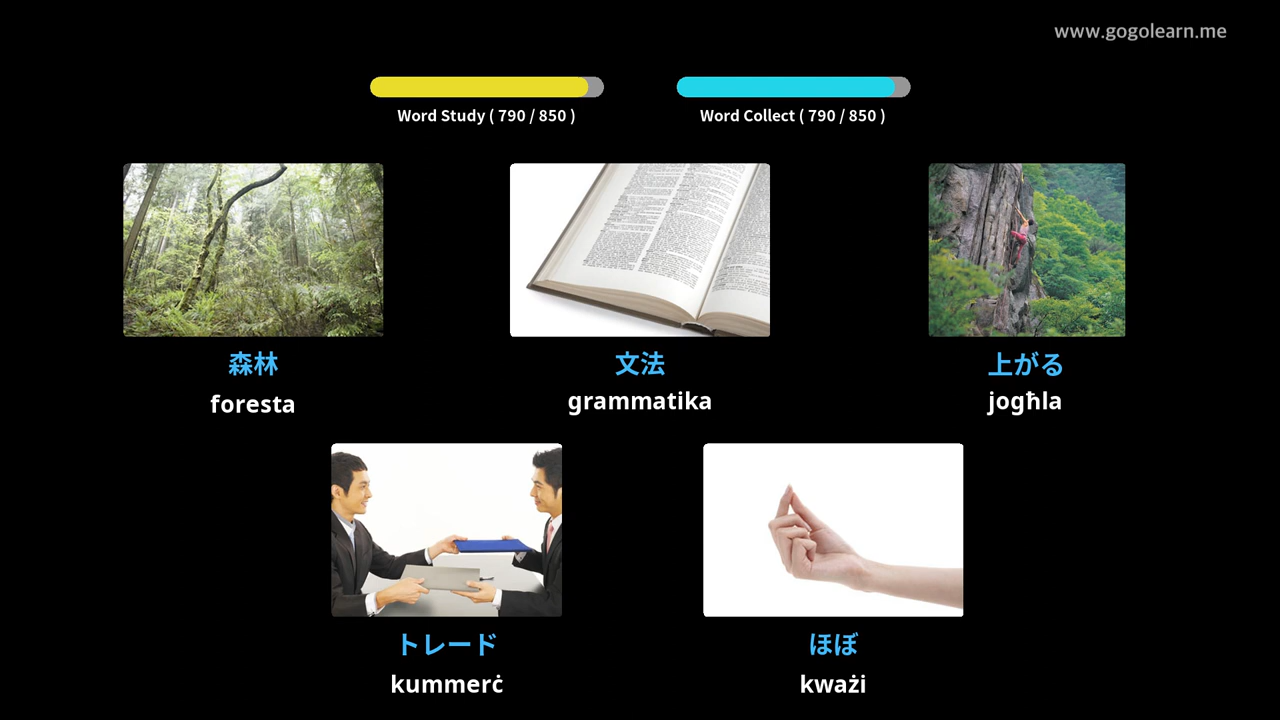 www.gogolearn.me
Word Study ( 790 / 850 )
Word Collect ( 790 / 850 )
森林
foresta
文法
grammatika
上がる
jogħla
トレード
kummerċ
ほぼ
kważi